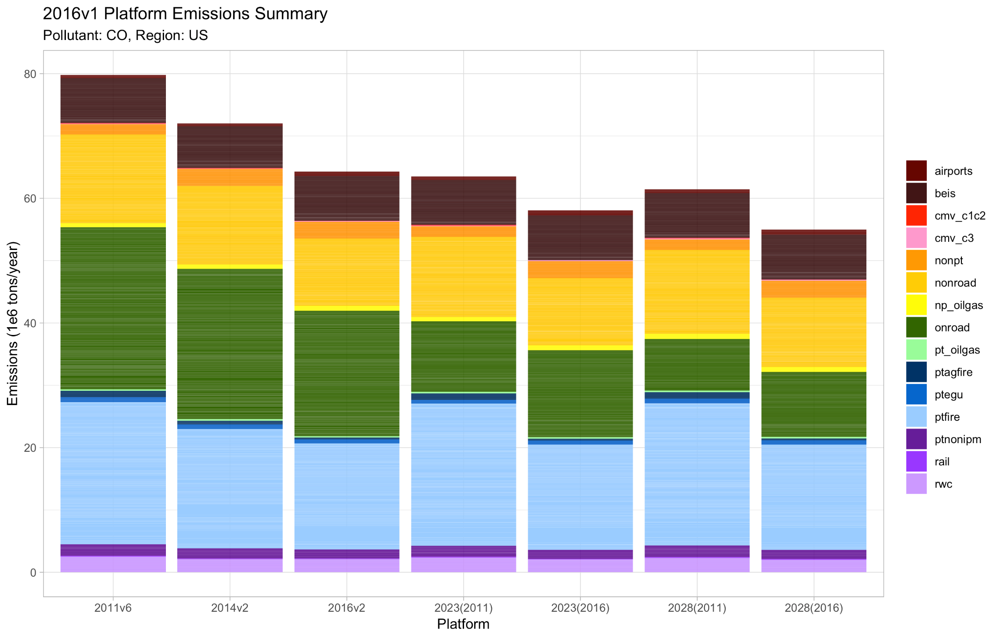 2016v1 Platform Emissions Summary
Pollutant: CO, Region: US
Emissions (1e6 tons/year)
80
60
40
20
0
2011v6
2014v2
2016v2
2023(2011)
2023(2016)
2028(2011)
2028(2016)
Platform
airports
beis
cmv_c1c2
cmv_c3
nonpt
nonroad
np_oilgas
onroad
pt_oilgas
ptagfire
ptegu
ptfire
ptnonipm
rail
rwc